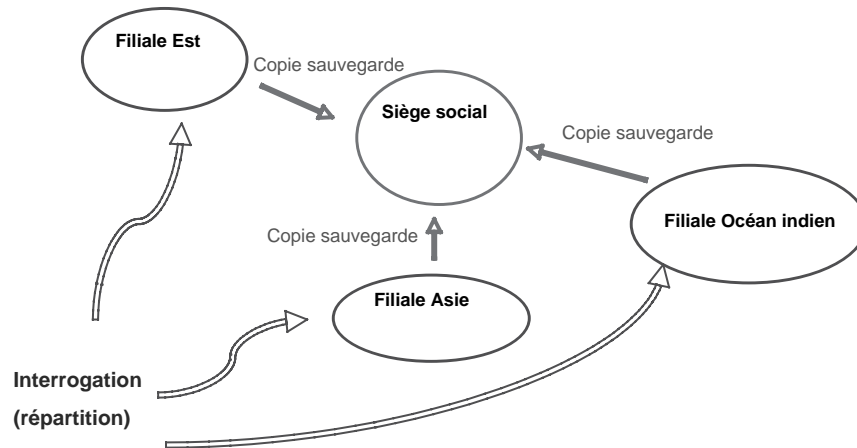 Filiale Est
Copie sauvegarde
Siège social
Copie sauvegarde
Filiale Océan indien
Copie sauvegarde
Filiale Asie
Interrogation
(répartition)